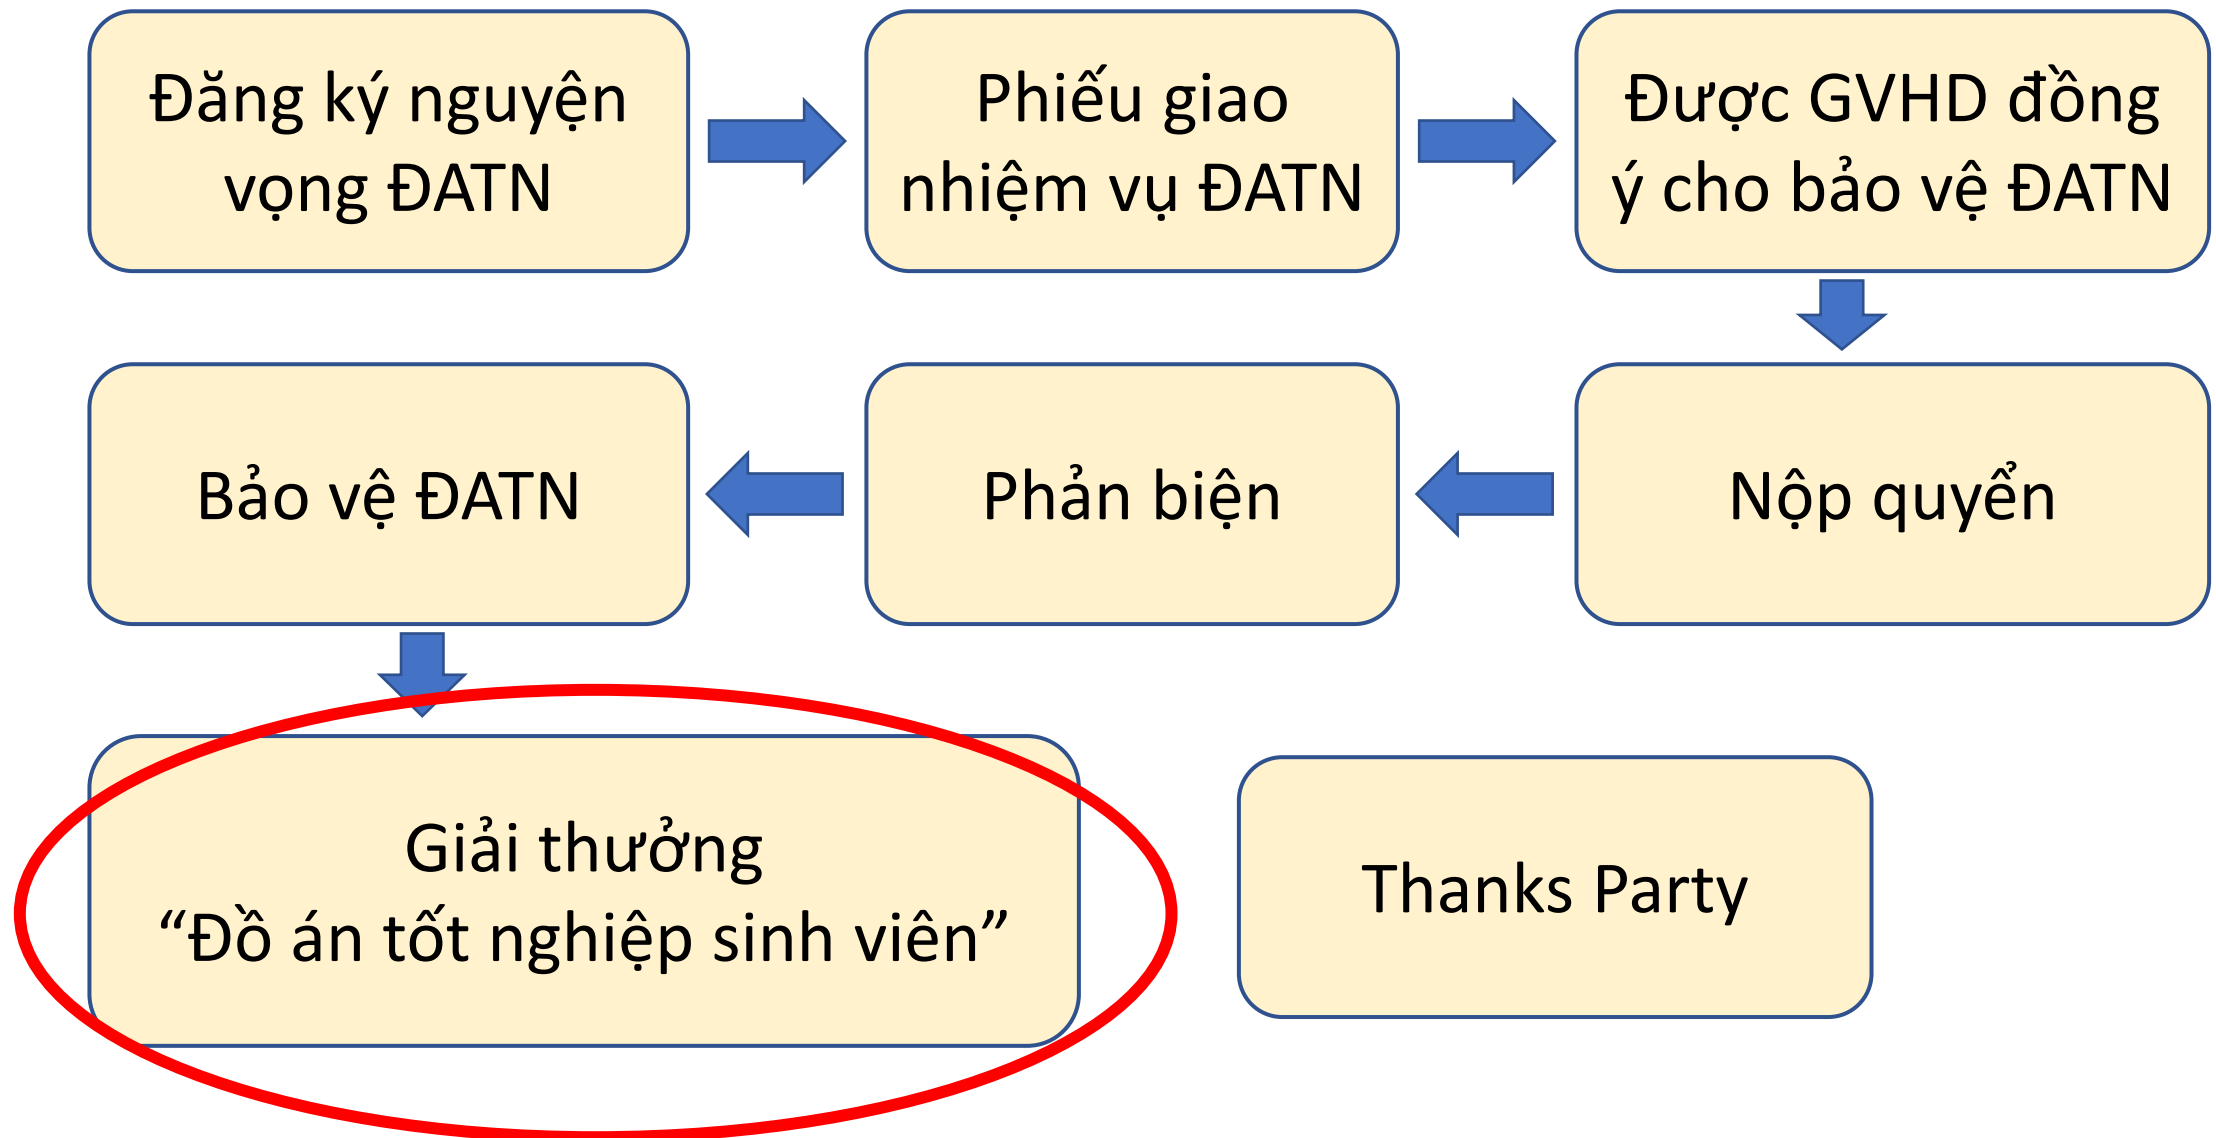 Đăng ký nguyện
vọng ĐATN
Phiếu giao
nhiệm vụ ĐATN
Được GVHD đồng
ý cho bảo vệ ĐATN
Nộp quyển
Phản biện
Bảo vệ ĐATN
Giải thưởng
“Đồ án tốt nghiệp sinh viên”
Thanks Party